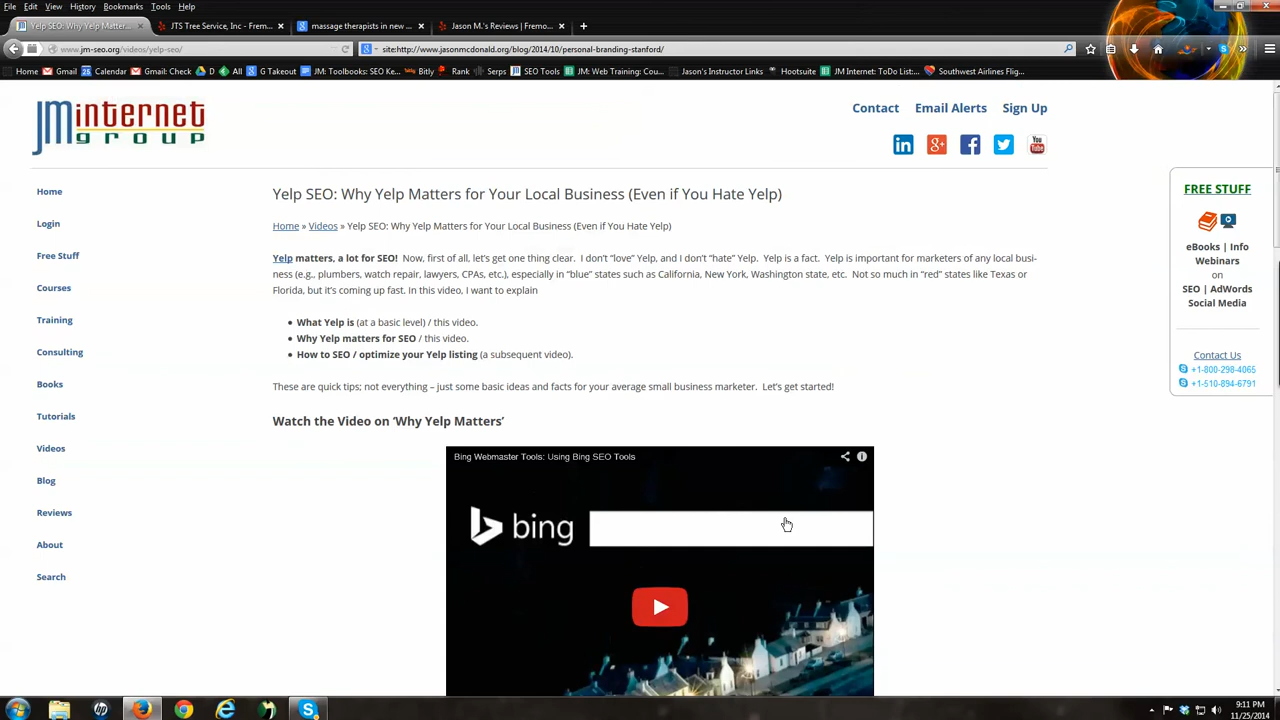 File Edit View History Bookmarks Tools Help
Yelp SEO: Why Yelp Matter... × JTS Tree Service, Inc - Frem... × massage therapists in new ... × Jason M.'s Reviews | Fremo... × +
www.jm-seo.org/videos/yelp-seo/ site:http://www.jasonmcdonald.org/blog/2014/10/personal-branding-stanford/
Home Gmail Calendar Gmail: Check D All G Takeout JM: Toolbooks: SEO Ke... Bitly Rank Serps SEO Tools JM: Web Training: Cou... Jason's Instructor Links Hootsuite JM Internet: ToDo List:... Southwest Airlines Flig...
JM internet group
Contact Email Alerts Sign Up
in g+ f You Tube
Home
Login
Free Stuff
Courses
Training
Consulting
Books
Tutorials
Videos
Blog
Reviews
About
Search
Yelp SEO: Why Yelp Matters for Your Local Business (Even if You Hate Yelp)
Home » Videos » Yelp SEO: Why Yelp Matters for Your Local Business (Even if You Hate Yelp)
Yelp matters, a lot for SEO! Now, first of all, let's get one thing clear. I don't "love" Yelp, and I don't "hate" Yelp. Yelp is a fact. Yelp is important for marketers of any local busi-
ness (e.g., plumbers, watch repair, lawyers, CPAs, etc.), especially in "blue" states such as California, New York, Washington state, etc. Not so much in "red" states like Texas or
Florida, but it's coming up fast. In this video, I want to explain
• What Yelp is (at a basic level) / this video.
• Why Yelp matters for SEO / this video.
• How to SEO / optimize your Yelp listing (a subsequent video).
These are quick tips; not everything – just some basic ideas and facts for your average small business marketer. Let's get started!
Watch the Video on 'Why Yelp Matters'
Bing Webmaster Tools: Using Bing SEO Tools
bing
FREE STUFF
eBooks | Info
Webinars
on
SEO | AdWords
Social Media
Contact Us
+1-800-298-4065
+1-510-894-6791
9:11 PM
11/25/2014